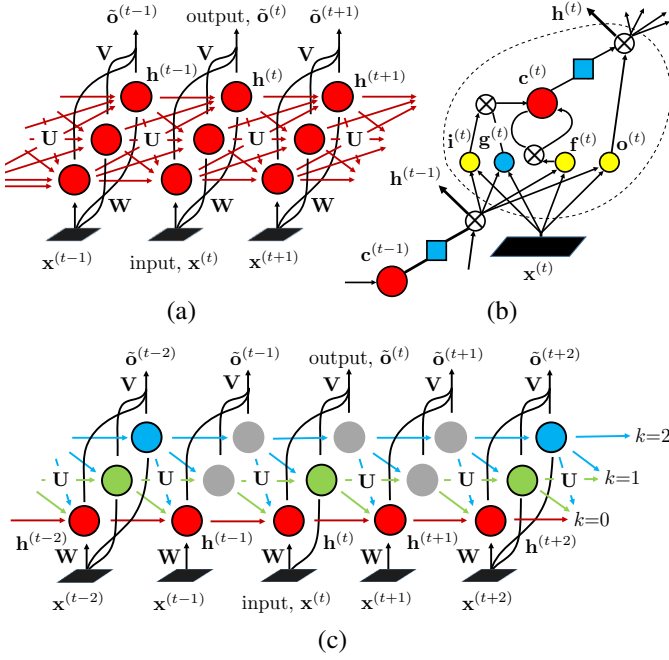 õ^(t-1) output, õ^(t) õ^(t+1)
V V V
h^(t-1) h^(t) h^(t+1)
U U U U
W W
x^(t-1) input, x^(t) x^(t+1)
(a)
h^(t)
c^(t)
i^(t) g^(t) f^(t) o^(t)
h^(t-1)
c^(t-1)
x^(t)
(b)
õ^(t-2) õ^(t-1) output, õ^(t) õ^(t+1) õ^(t+2)
V V V V V
k=2
U U U U U k=1
k=0
h^(t-2) h^(t-1) h^(t) h^(t+1) h^(t+2)
W W W W W
x^(t-2) x^(t-1) input, x^(t) x^(t+1) x^(t+2)
(c)